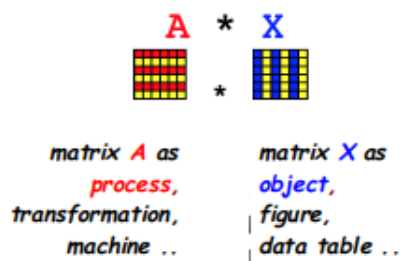 A * X
*
matrix A as
process,
transformation,
machine ..
matrix X as
object,
figure,
data table ..